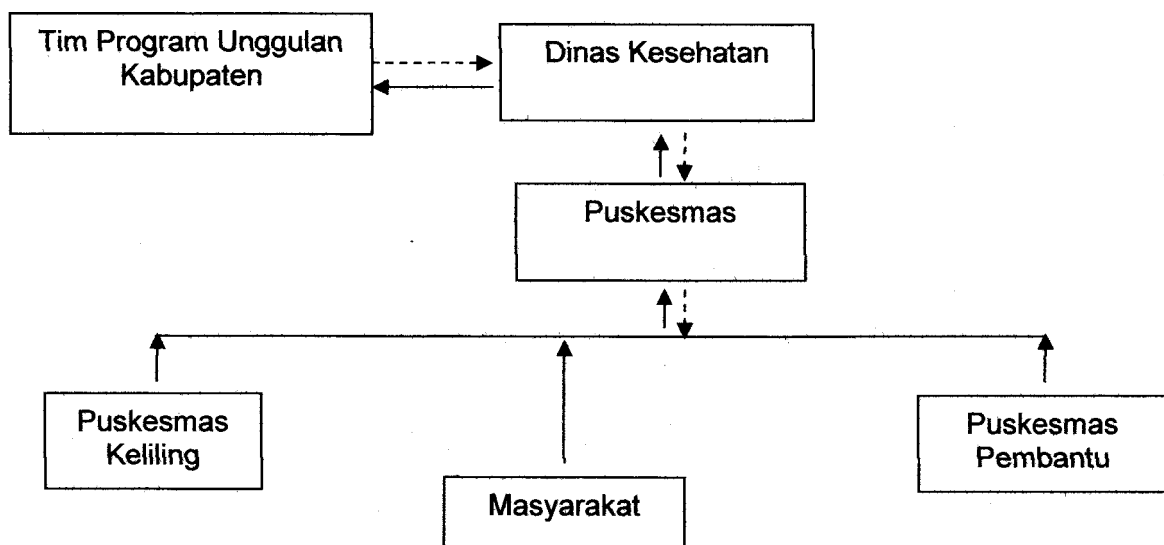 Tim Program Unggulan
Kabupaten
Dinas Kesehatan
Puskesmas
Puskesmas
Keliling
Masyarakat
Puskesmas
Pembantu